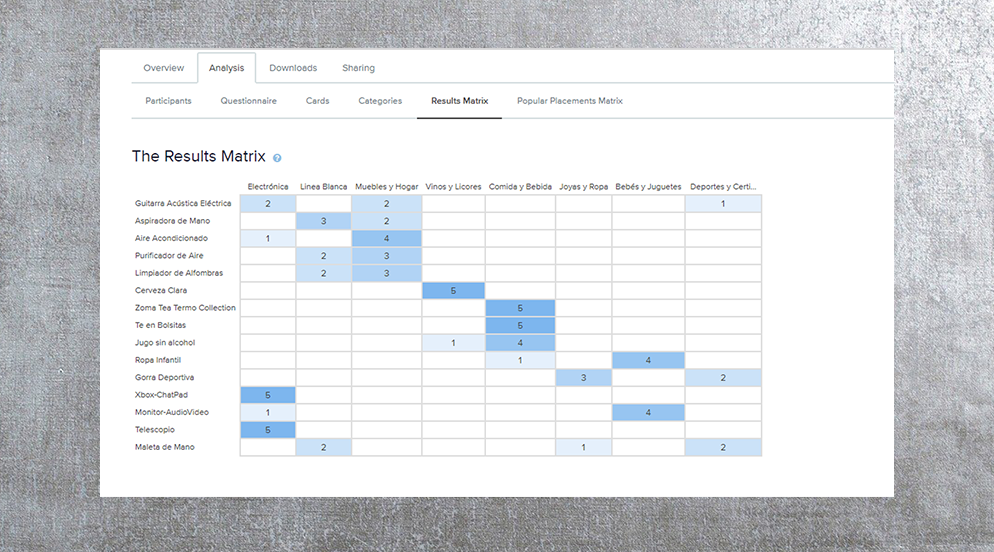 Overview Analysis Downloads Sharing
Participants Questionnaire Cards Categories Results Matrix Popular Placements Matrix
The Results Matrix ?
Electrónica Linea Blanca Muebles y Hogar Vinos y Licores Comida y Bebida Joyas y Ropa Bebés y Juguetes Deportes y Certi...
Guitarra Acústica Eléctrica 2 2 1
Aspiradora de Mano 3 2
Aire Acondicionado 1 4
Purificador de Aire 2 3
Limpiador de Alfombras 2 3
Cerveza Clara 5
Zoma Tea Termo Collection 5
Te en Bolsitas 5
Jugo sin alcohol 1 4
Ropa Infantil 1 4
Gorra Deportiva 3 2
Xbox-ChatPad 5
Monitor-AudioVideo 1 4
Telescopio 5
Maleta de Mano 2 1 2